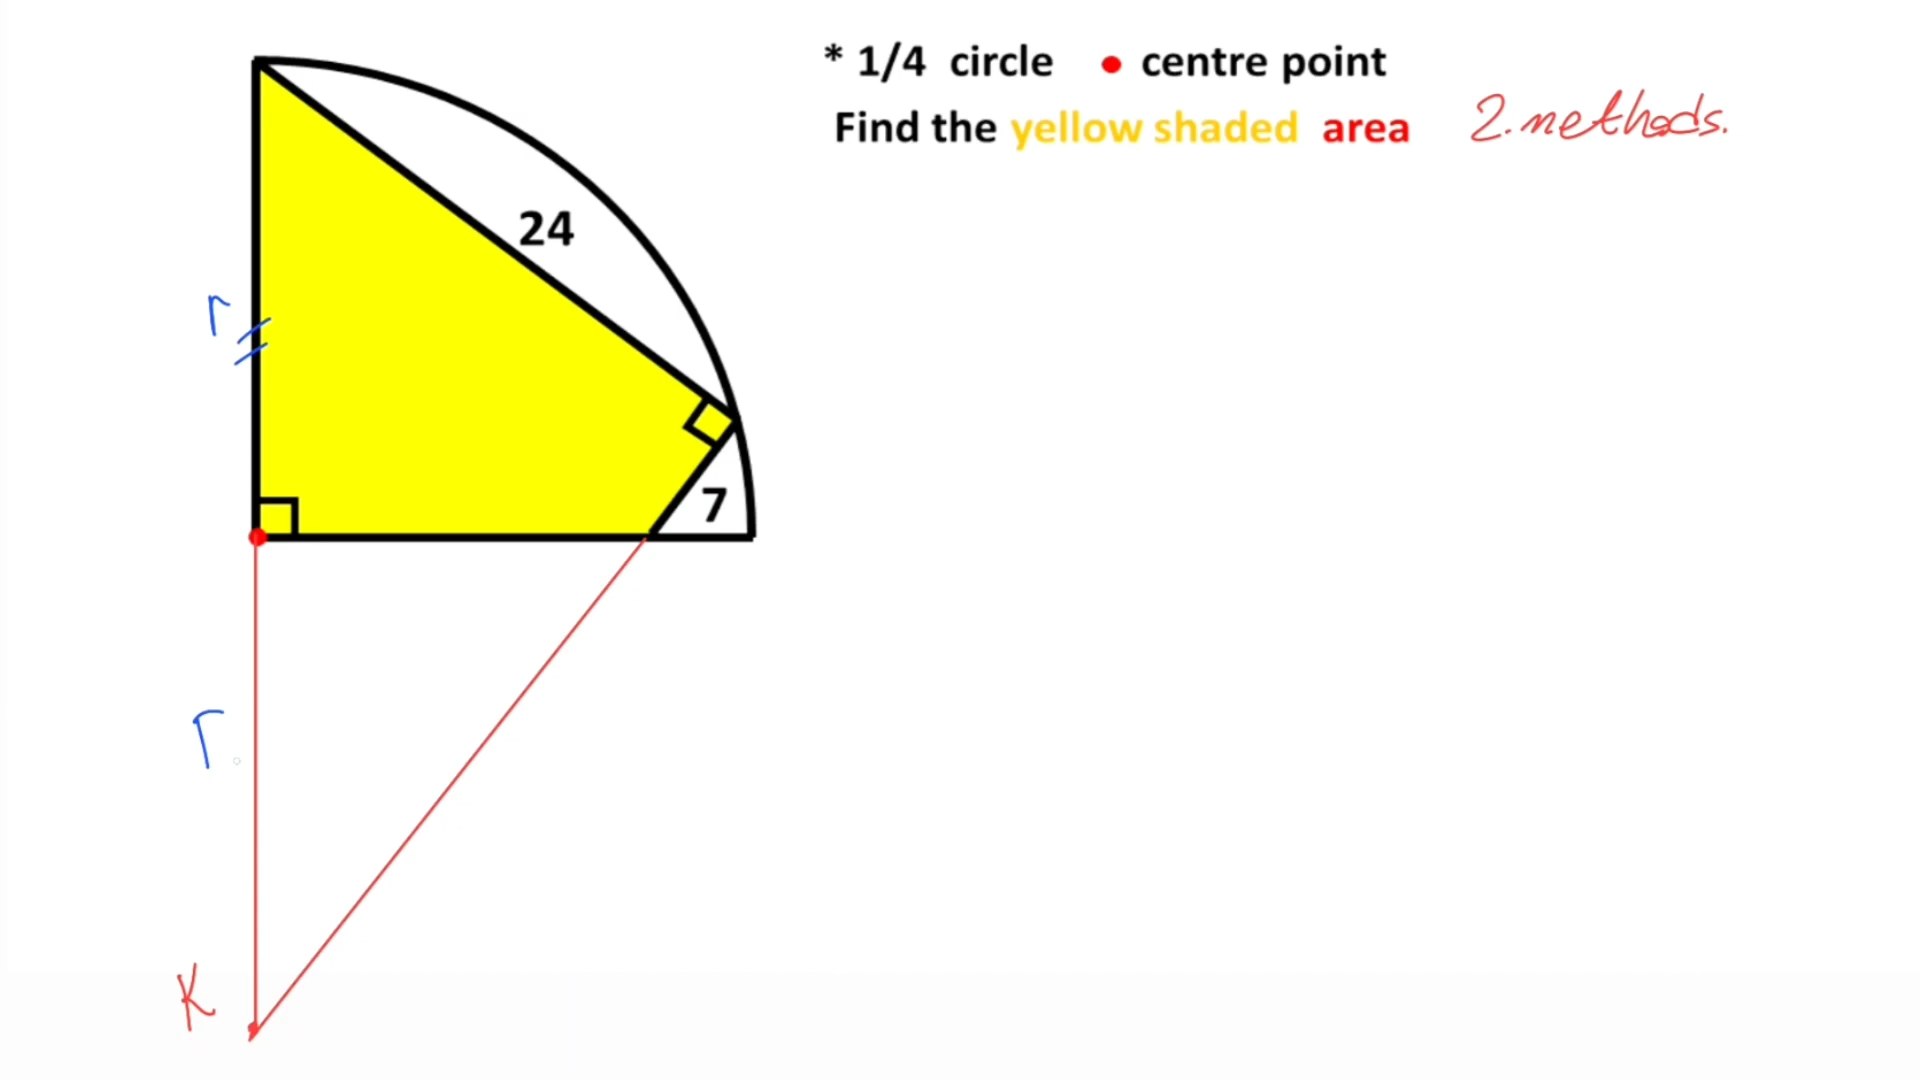 * 1/4 circle • centre point
Find the yellow shaded area 2.methods.
24
r
7
r
K